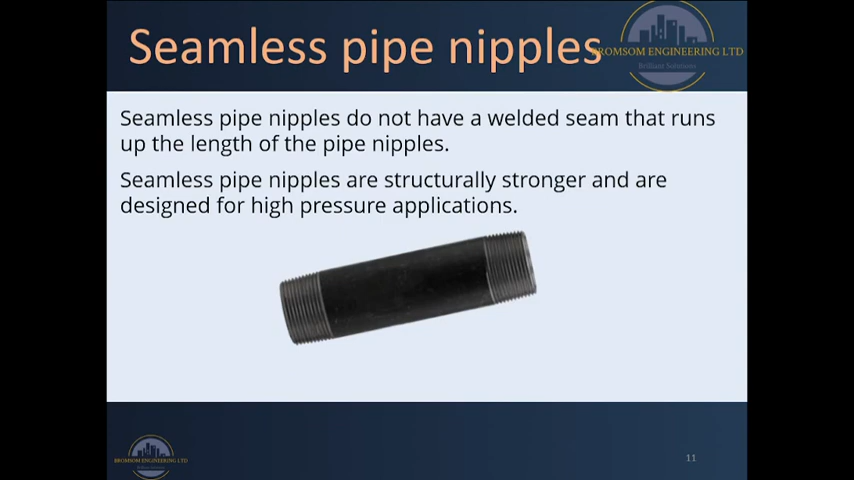 Seamless pipe nipples
BROMSOM ENGINEERING LTD
Brilliant Solutions
Seamless pipe nipples do not have a welded seam that runs
up the length of the pipe nipples.
Seamless pipe nipples are structurally stronger and are
designed for high pressure applications.
BROMSOM ENGINEERING LTD
11